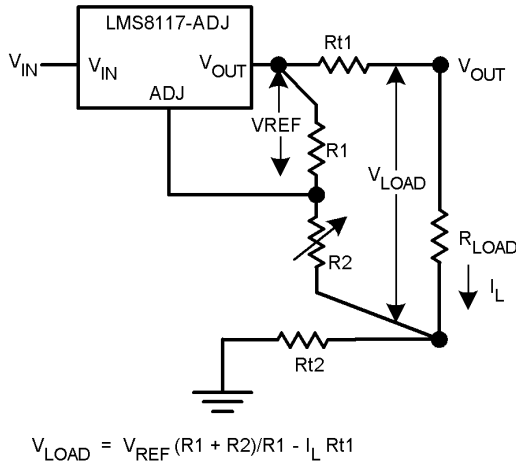 LMS8117-ADJ
VIN
VIN
VOUT
ADJ
Rt1
VOUT
VREF
R1
VLOAD
R2
RLOAD
IL
Rt2
VLOAD = VREF (R1 + R2)/R1 - IL Rt1